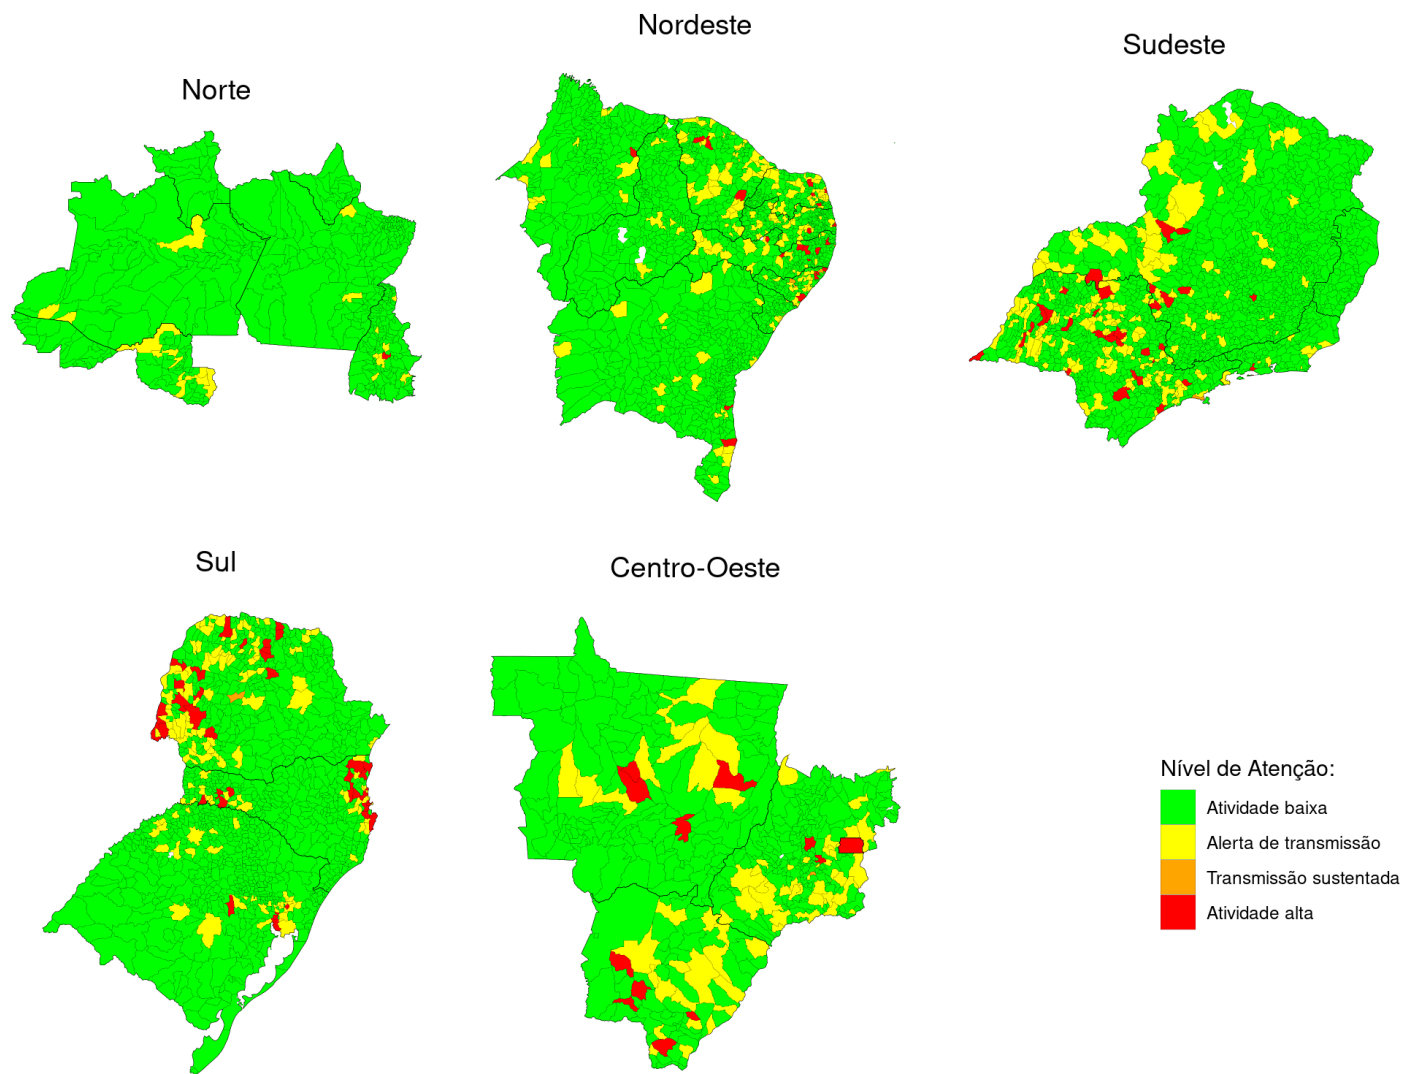 Nordeste
Sudeste
Norte
Sul
Centro-Oeste
Nível de Atenção:
Atividade baixa
Alerta de transmissão
Transmissão sustentada
Atividade alta